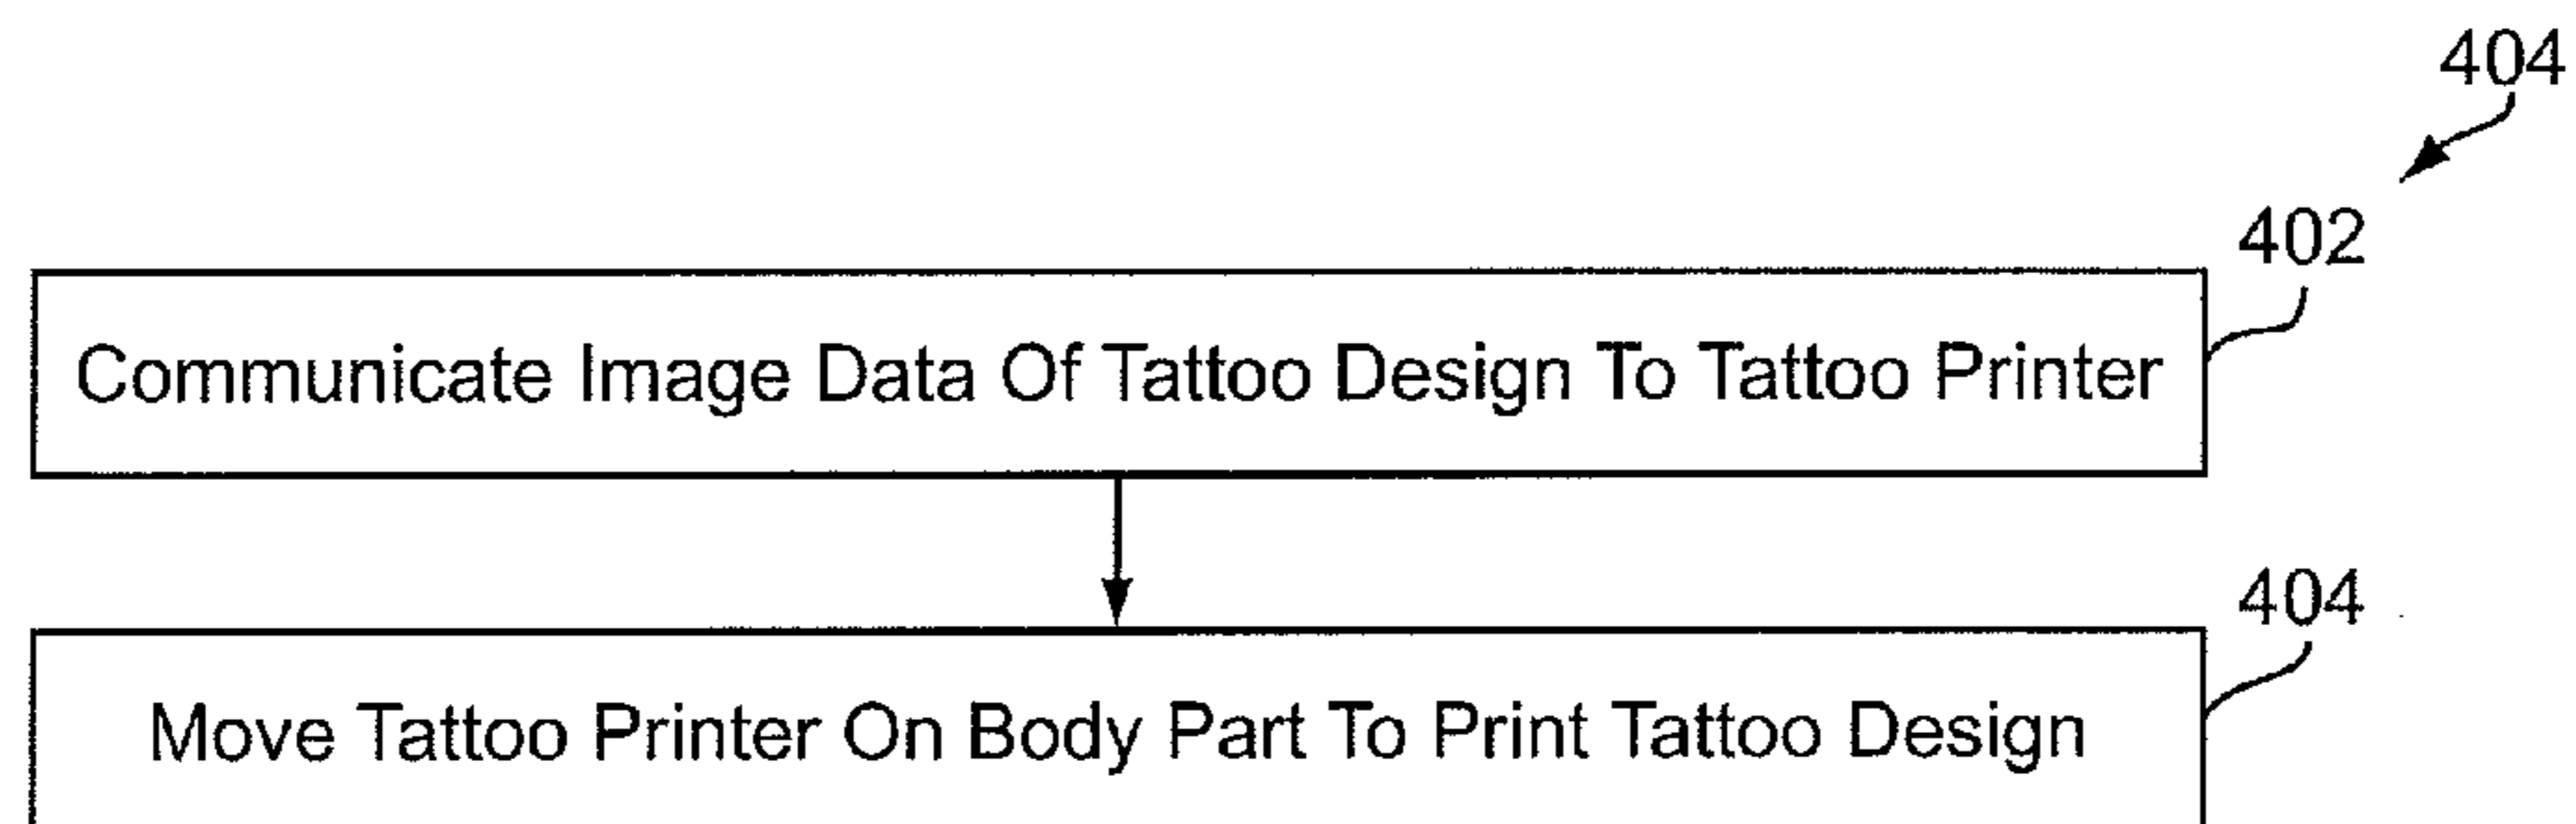 404
402
Communicate Image Data Of Tattoo Design To Tattoo Printer
404
Move Tattoo Printer On Body Part To Print Tattoo Design